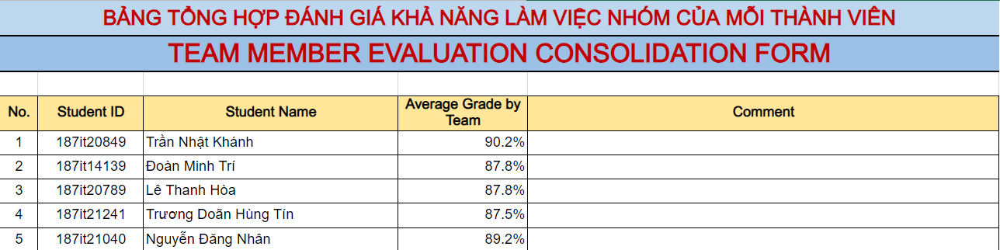 BẢNG TỔNG HỢP ĐÁNH GIÁ KHẢ NĂNG LÀM VIỆC NHÓM CỦA MỖI THÀNH VIÊN
TEAM MEMBER EVALUATION CONSOLIDATION FORM
No. Student ID Student Name Average Grade by Team Comment
1 187it20849 Trần Nhật Khánh 90.2%
2 187it14139 Đoàn Minh Trí 87.8%
3 187it20789 Lê Thanh Hòa 87.8%
4 187it21241 Trương Doãn Hùng Tín 87.5%
5 187it21040 Nguyễn Đăng Nhân 89.2%